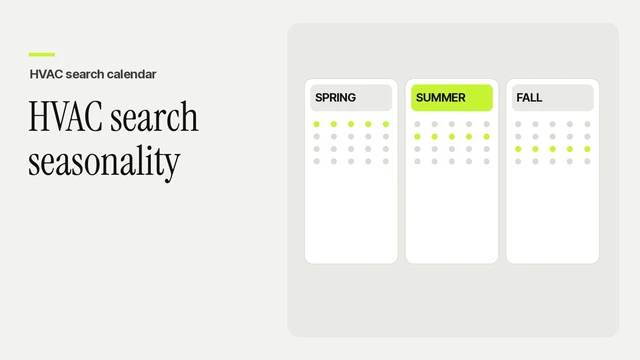 HVAC search calendar
HVAC search
seasonality
SPRING
SUMMER
FALL